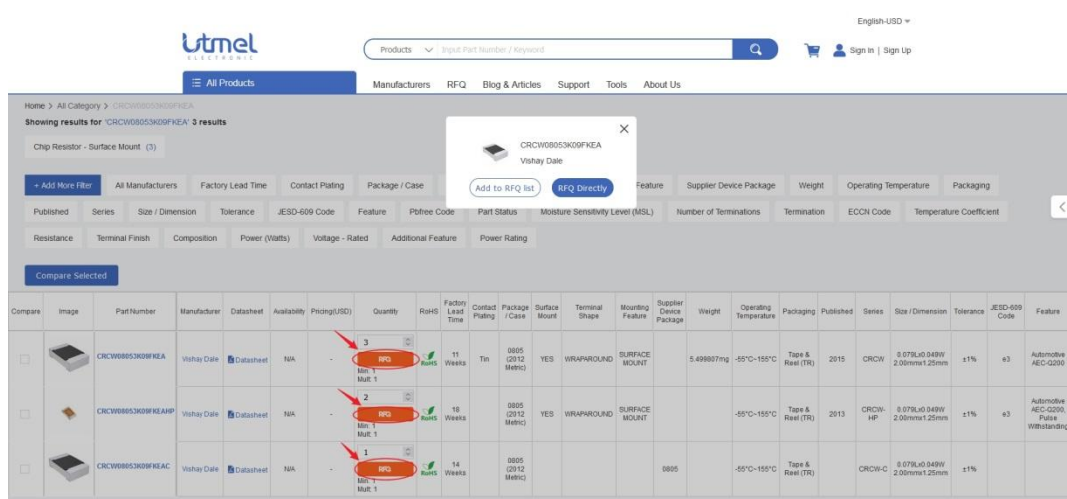 English-USD
utmel
ELECTRONIC
Products
Input Part Number / Keyword
Sign In | Sign Up
All Products
Manufacturers RFQ Blog & Articles Support Tools About Us
Home > All Category > CRCW08053K09FKEA
Showing results for 'CRCW08053K09FKEA' 3 results
Chip Resistor - Surface Mount (3)
CRCW08053K09FKEA
Vishay Dale
Add to RFQ list RFQ Directly
+ Add More Filter All Manufacturers Factory Lead Time Contact Plating Package / Case Feature Supplier Device Package Weight Operating Temperature Packaging
Published Series Size / Dimension Tolerance JESD-609 Code Feature Pbfree Code Part Status Moisture Sensitivity Level (MSL) Number of Terminations Termination ECCN Code Temperature Coefficient
Resistance Terminal Finish Composition Power (Watts) Voltage - Rated Additional Feature Power Rating
Compare Selected
Compare Image Part Number Manufacturer Datasheet Availability Pricing(USD) Quantity RoHS Factory Lead Time Contact Plating Package / Case Surface Mount Terminal Shape Mounting Feature Supplier Device Package Weight Operating Temperature Packaging Published Series Size / Dimension Tolerance JESD-609 Code Feature
CRCW08053K09FKEA Vishay Dale Datasheet N/A - 3 RFQ Min: 1 Mult: 1 RoHS 11 Weeks Tin 0805 (2012 Metric) YES WRAPAROUND SURFACE MOUNT 5.499807mg -55°C~155°C Tape & Reel (TR) 2015 CRCW 0.079Lx0.049W 2.00mmx1.25mm ±1% e3 Automotive AEC-Q200
CRCW08053K09FKEAHP Vishay Dale Datasheet N/A - 2 RFQ Min: 1 Mult: 1 RoHS 18 Weeks 0805 (2012 Metric) YES WRAPAROUND SURFACE MOUNT -55°C~155°C Tape & Reel (TR) 2013 CRCW-HP 0.079Lx0.049W 2.00mmx1.25mm ±1% e3 Automotive AEC-Q200, Pulse Withstanding
CRCW08053K09FKEAC Vishay Dale Datasheet N/A - 1 RFQ Min: 1 Mult: 1 RoHS 14 Weeks 0805 (2012 Metric) 0805 -55°C~155°C Tape & Reel (TR) CRCW-C 0.079Lx0.049W 2.00mmx1.25mm ±1%